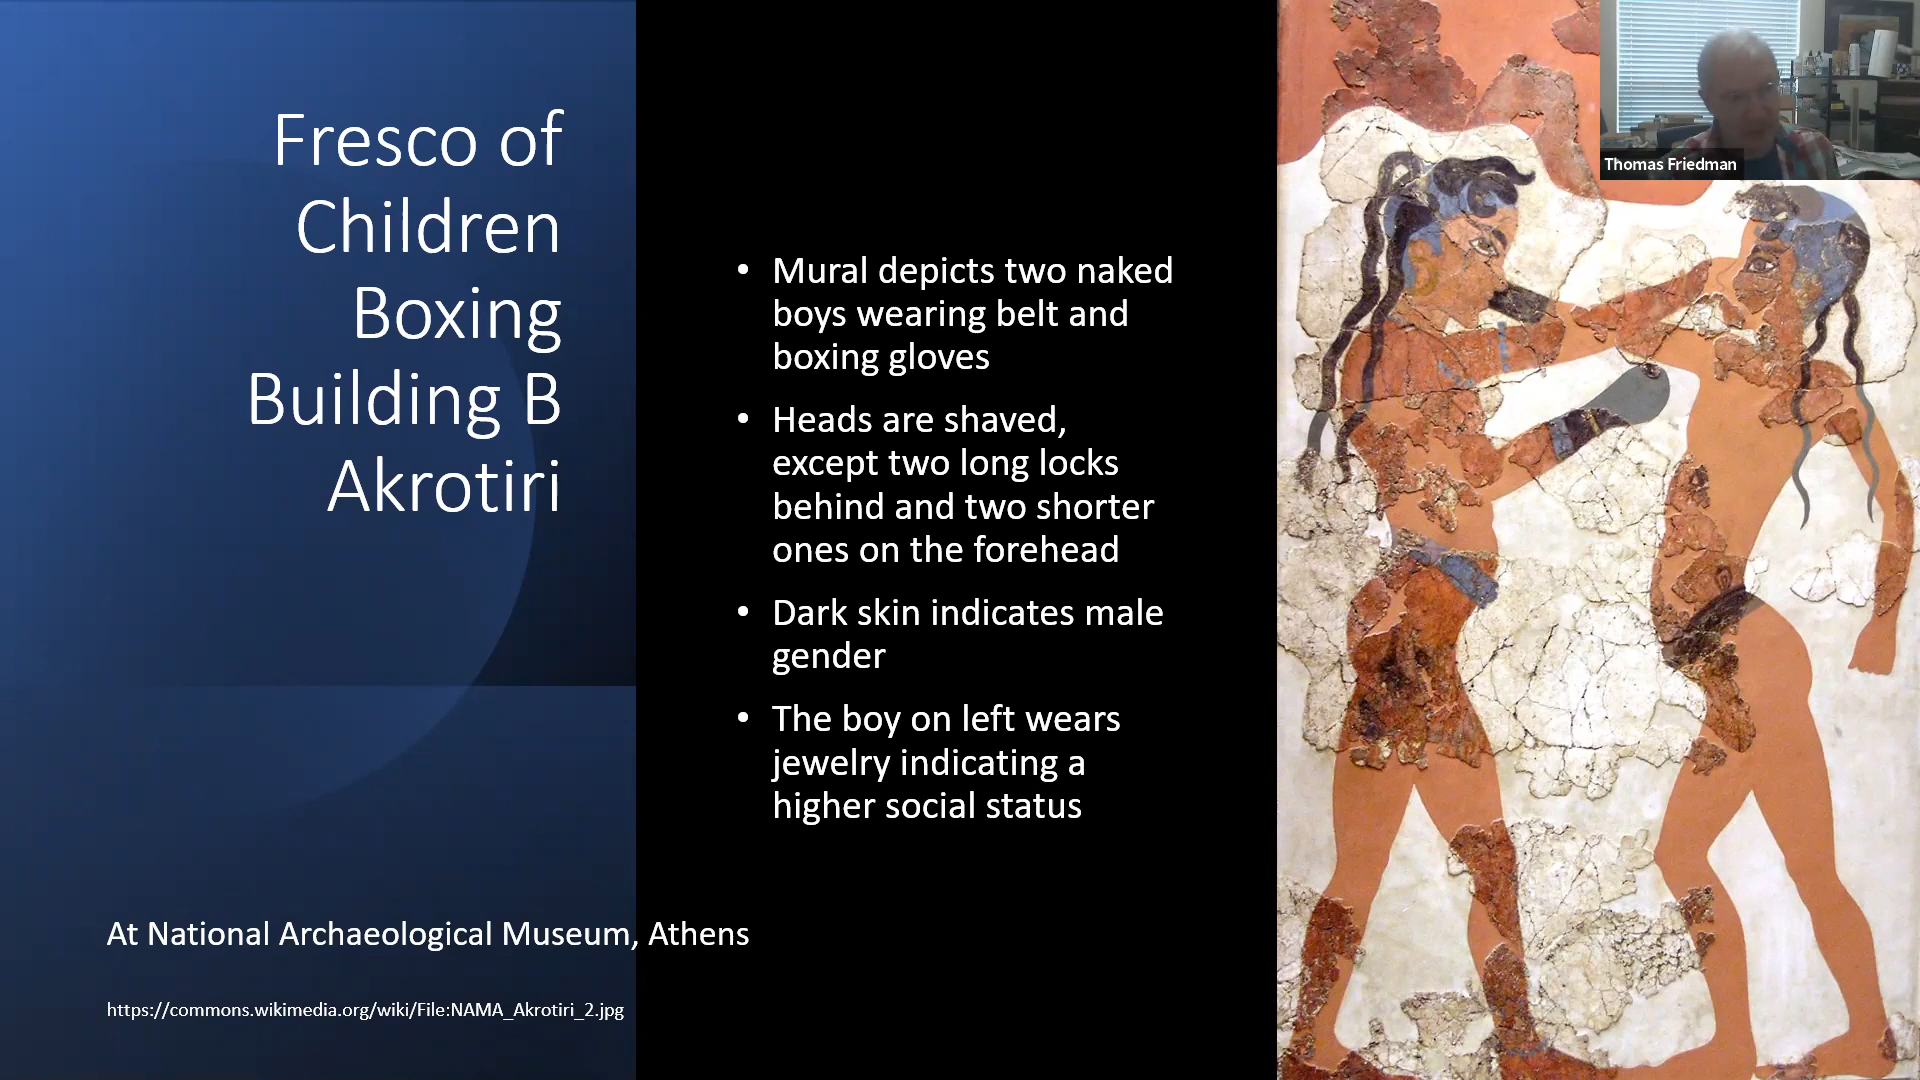 Fresco of
Children
Boxing
Building B
Akrotiri
At National Archaeological Museum, Athens
https://commons.wikimedia.org/wiki/File:NAMA_Akrotiri_2.jpg
• Mural depicts two naked
boys wearing belt and
boxing gloves
• Heads are shaved,
except two long locks
behind and two shorter
ones on the forehead
• Dark skin indicates male
gender
• The boy on left wears
jewelry indicating a
higher social status
Thomas Friedman